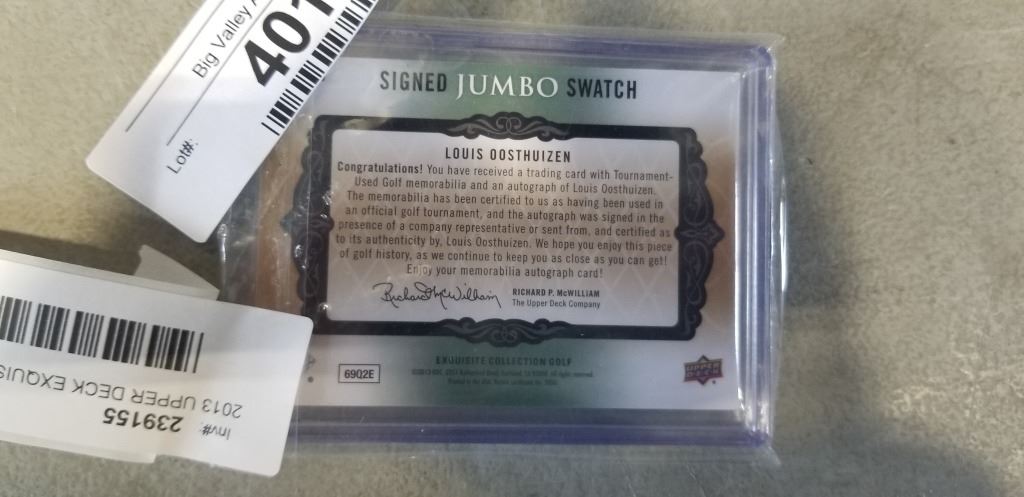 Big Valley
401
Lot#:
SIGNED JUMBO SWATCH
LOUIS OOSTHUIZEN
Congratulations! You have received a trading card with Tournament-
Used Golf memorabilia and an autograph of Louis Oosthuizen.
The memorabilia has been certified to us as having been used in
an official golf tournament, and the autograph was signed in the
presence of a company representative or sent from, and certified as
to its authenticity by, Louis Oosthuizen. We hope you enjoy this piece
of golf history, as we continue to keep you as close as you can get!
Enjoy your memorabilia autograph card!
Richard McWilliam
RICHARD P. McWILLIAM
The Upper Deck Company
EXQUISITE COLLECTION GOLF
69Q2E
UPPER DECK
Inv#: 239155
2013 UPPER DECK EXQUIS